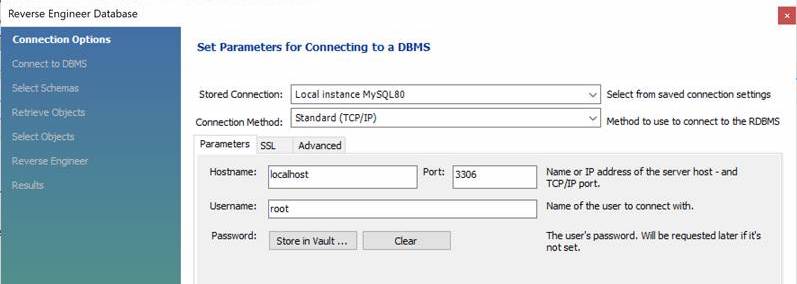 Reverse Engineer Database
Connection Options
Connect to DBMS
Select Schemas
Retrieve Objects
Select Objects
Reverse Engineer
Results
Set Parameters for Connecting to a DBMS
Stored Connection: Local instance MySQL80 Select from saved connection settings
Connection Method: Standard (TCP/IP) Method to use to connect to the RDBMS
Parameters SSL Advanced
Hostname: localhost Port: 3306 Name or IP address of the server host - and
TCP/IP port.
Username: root Name of the user to connect with.
Password: Store in Vault ... Clear The user's password. Will be requested later if it's
not set.